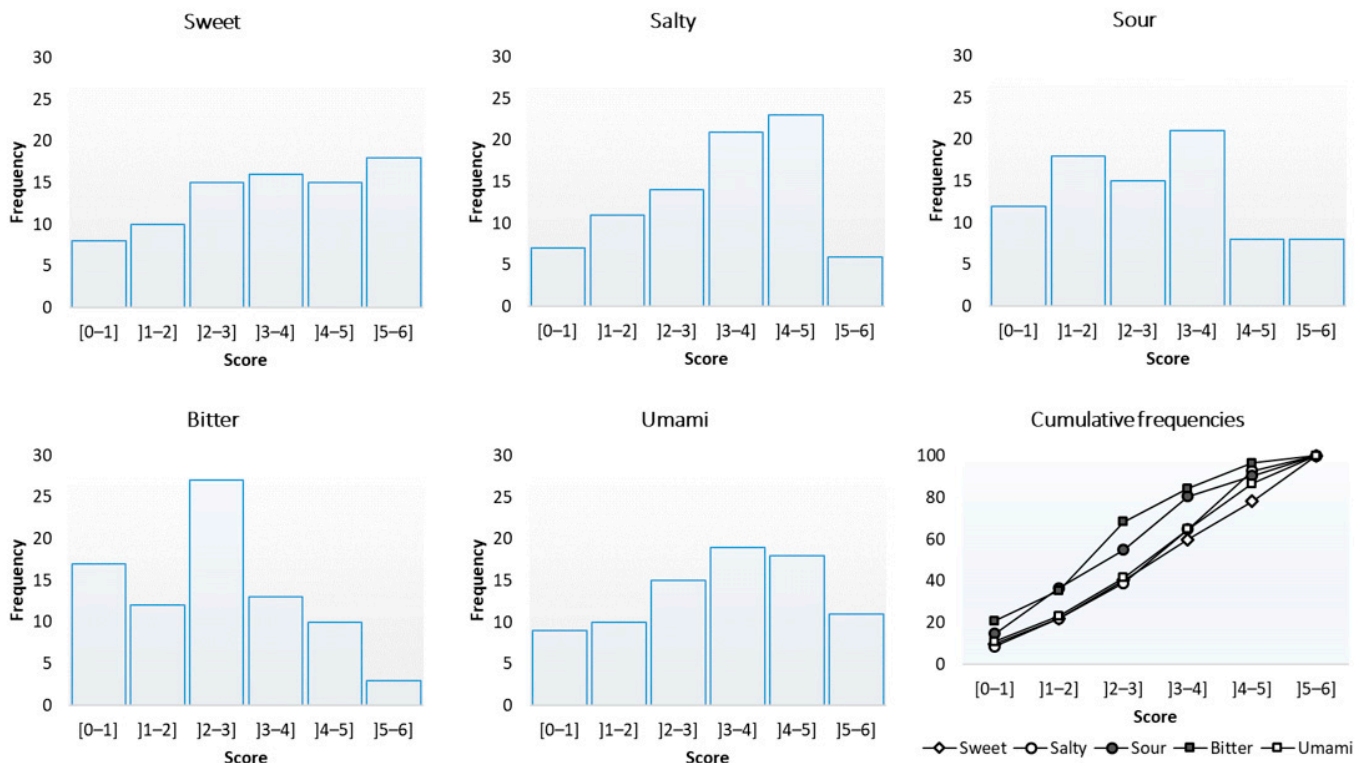 Sweet
30
25
20
15
10
5
0
Frequency
[0–1] ]1–2] ]2–3] ]3–4] ]4–5] ]5–6]
Score
Salty
30
25
20
15
10
5
0
Frequency
[0–1] ]1–2] ]2–3] ]3–4] ]4–5] ]5–6]
Score
Sour
30
25
20
15
10
5
0
Frequency
[0–1] ]1–2] ]2–3] ]3–4] ]4–5] ]5–6]
Score
Bitter
30
25
20
15
10
5
0
Frequency
[0–1] ]1–2] ]2–3] ]3–4] ]4–5] ]5–6]
Score
Umami
30
25
20
15
10
5
0
Frequency
[0–1] ]1–2] ]2–3] ]3–4] ]4–5] ]5–6]
Score
Cumulative frequencies
100
80
60
40
20
0
[0–1] ]1–2] ]2–3] ]3–4] ]4–5] ]5–6]
Score
Sweet Salty Sour Bitter Umami